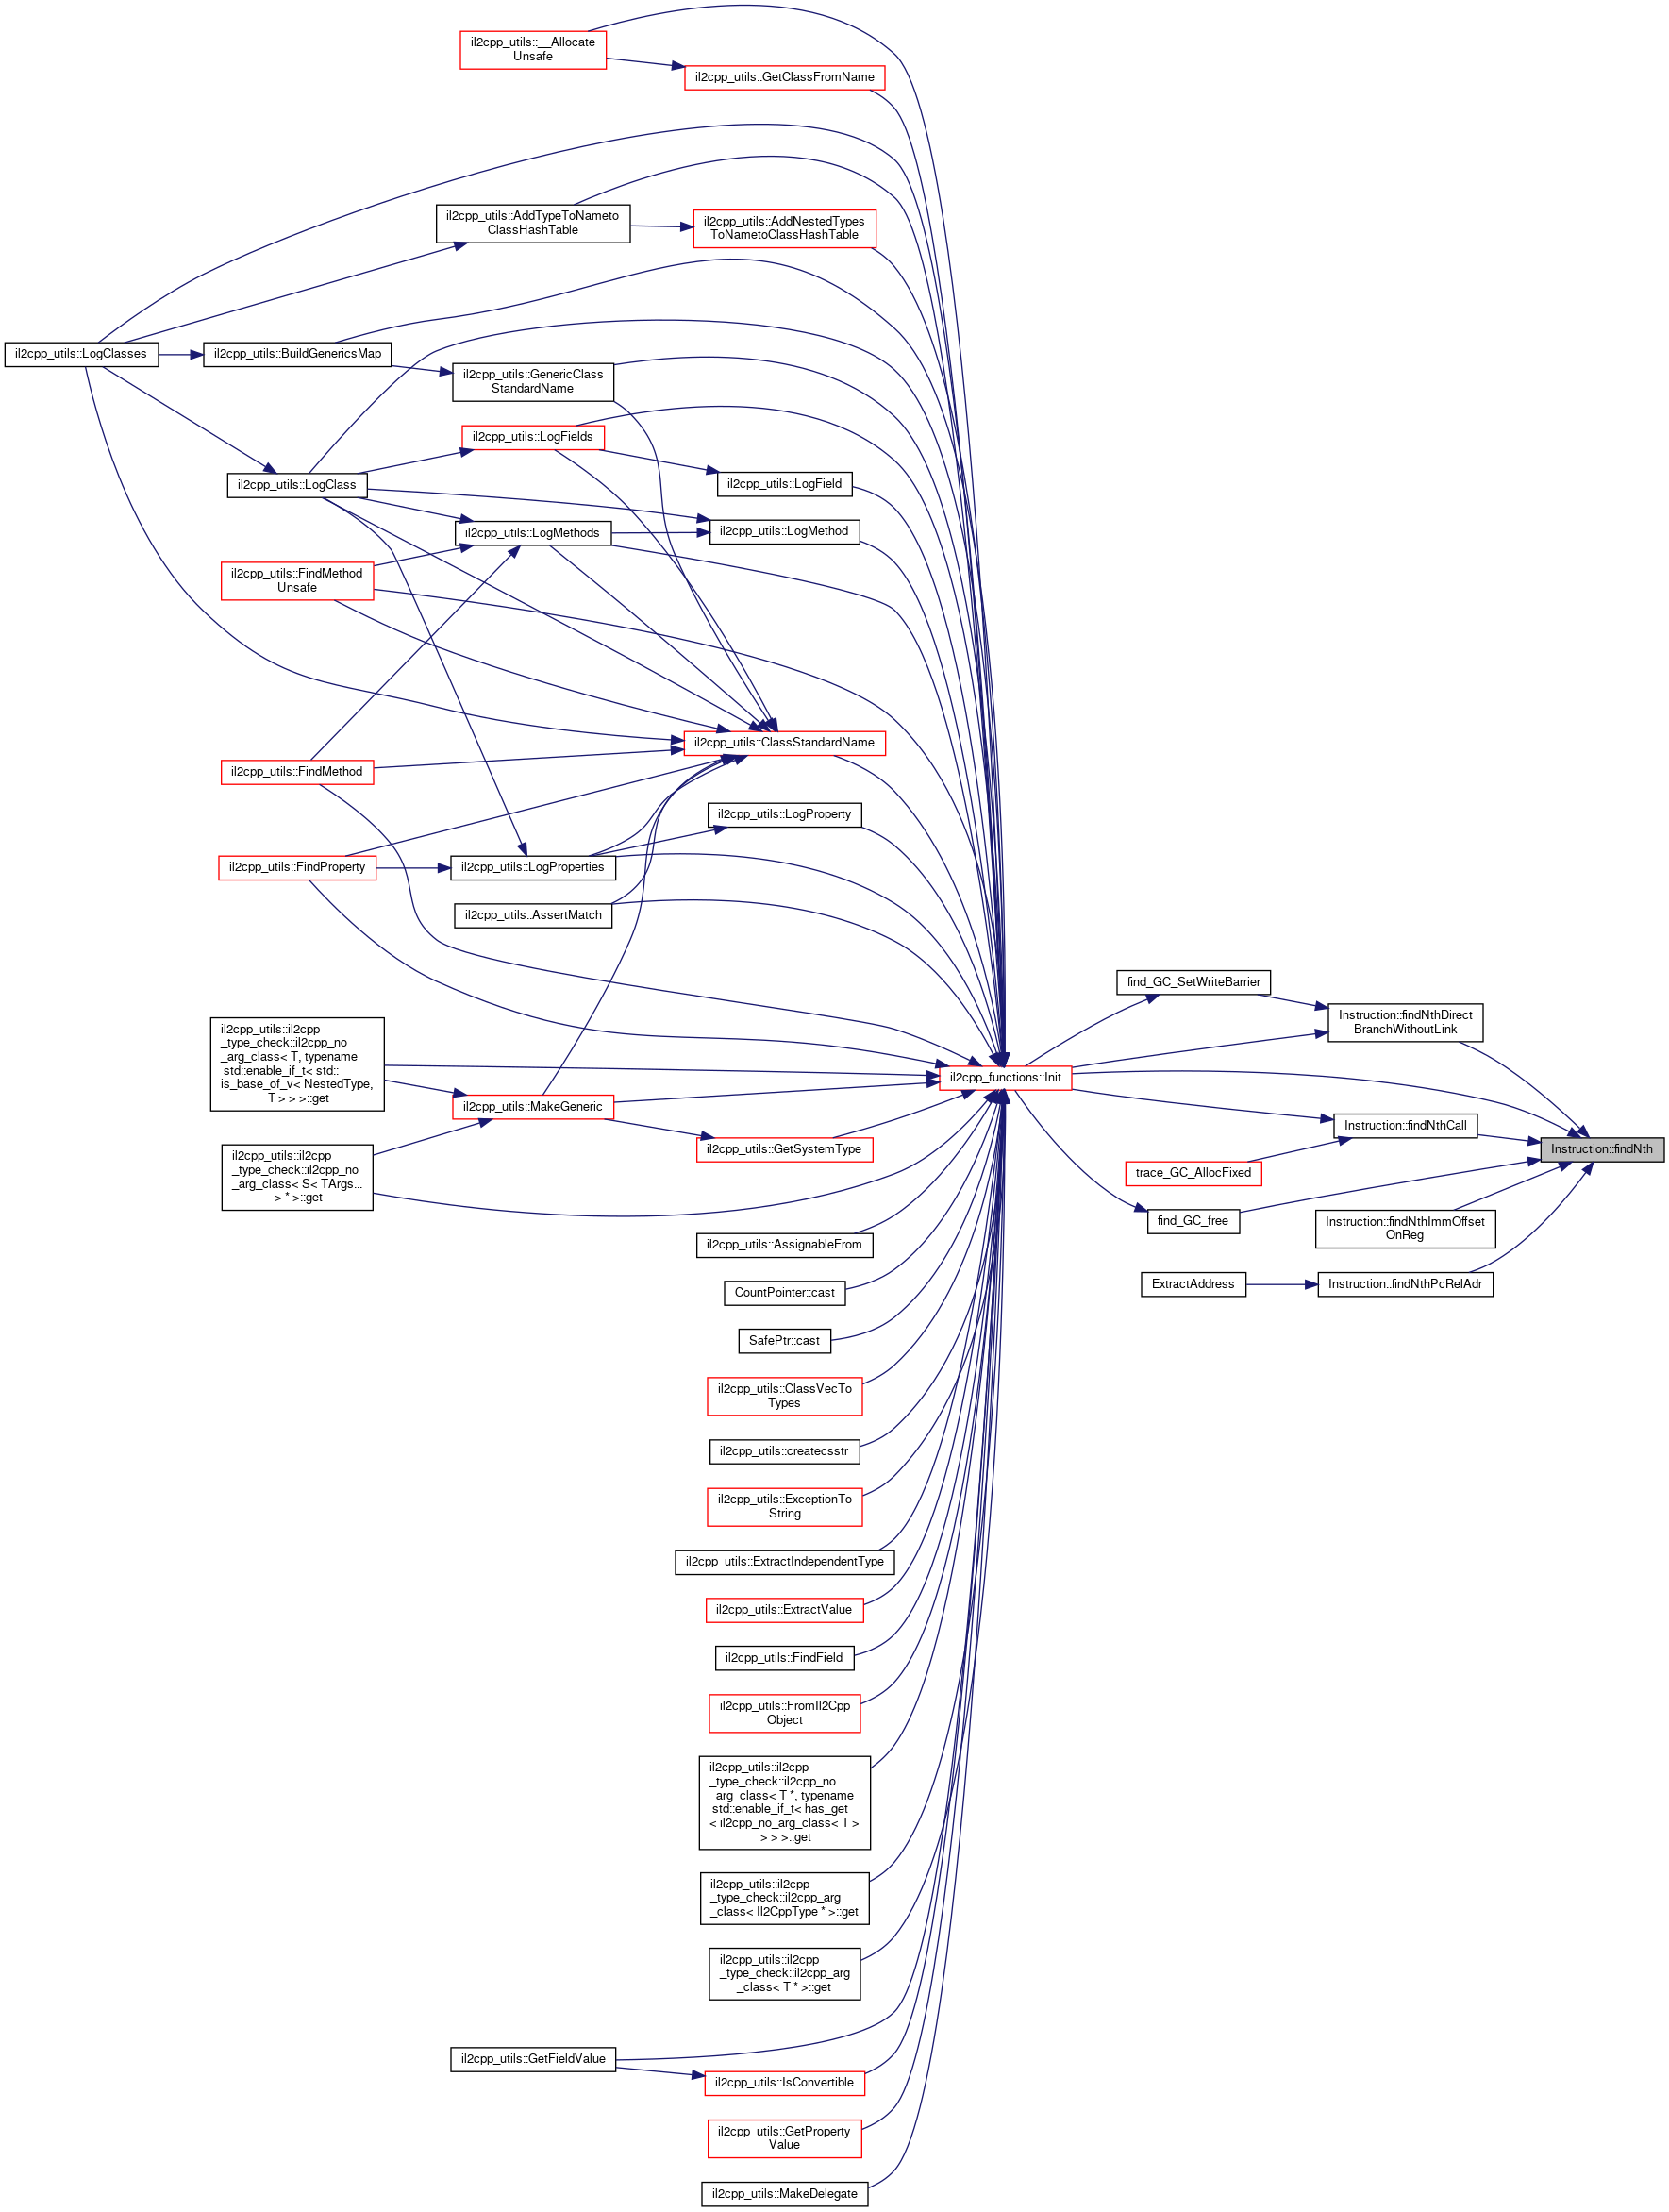 il2cpp_utils::__Allocate
Unsafe
il2cpp_utils::GetClassFromName
il2cpp_utils::AddTypeToNameto
ClassHashTable
il2cpp_utils::AddNestedTypes
ToNametoClassHashTable
il2cpp_utils::LogClasses
il2cpp_utils::BuildGenericsMap
il2cpp_utils::GenericClass
StandardName
il2cpp_utils::LogFields
il2cpp_utils::LogClass
il2cpp_utils::LogField
il2cpp_utils::LogMethods
il2cpp_utils::LogMethod
il2cpp_utils::FindMethod
Unsafe
il2cpp_utils::ClassStandardName
il2cpp_utils::FindMethod
il2cpp_utils::LogProperty
il2cpp_utils::FindProperty
il2cpp_utils::LogProperties
il2cpp_utils::AssertMatch
find_GC_SetWriteBarrier
Instruction::findNthDirect
BranchWithoutLink
il2cpp_utils::il2cpp
_type_check::il2cpp_no
_arg_class< T, typename
std::enable_if_t< std::
is_base_of_v< NestedType,
T > > >::get
il2cpp_functions::Init
il2cpp_utils::MakeGeneric
Instruction::findNthCall
il2cpp_utils::GetSystemType
Instruction::findNth
il2cpp_utils::il2cpp
_type_check::il2cpp_no
_arg_class< S< TArgs...
> * >::get
trace_GC_AllocFixed
find_GC_free
Instruction::findNthImmOffset
OnReg
il2cpp_utils::AssignableFrom
ExtractAddress
Instruction::findNthPcRelAdr
CountPointer::cast
SafePtr::cast
il2cpp_utils::ClassVecTo
Types
il2cpp_utils::createcsstr
il2cpp_utils::ExceptionTo
String
il2cpp_utils::ExtractIndependentType
il2cpp_utils::ExtractValue
il2cpp_utils::FindField
il2cpp_utils::FromIl2Cpp
Object
il2cpp_utils::il2cpp
_type_check::il2cpp_no
_arg_class< T *, typename
std::enable_if_t< has_get
< il2cpp_no_arg_class< T >
> > >::get
il2cpp_utils::il2cpp
_type_check::il2cpp_arg
_class< Il2CppType * >::get
il2cpp_utils::il2cpp
_type_check::il2cpp_arg
_class< T * >::get
il2cpp_utils::GetFieldValue
il2cpp_utils::IsConvertible
il2cpp_utils::GetProperty
Value
il2cpp_utils::MakeDelegate